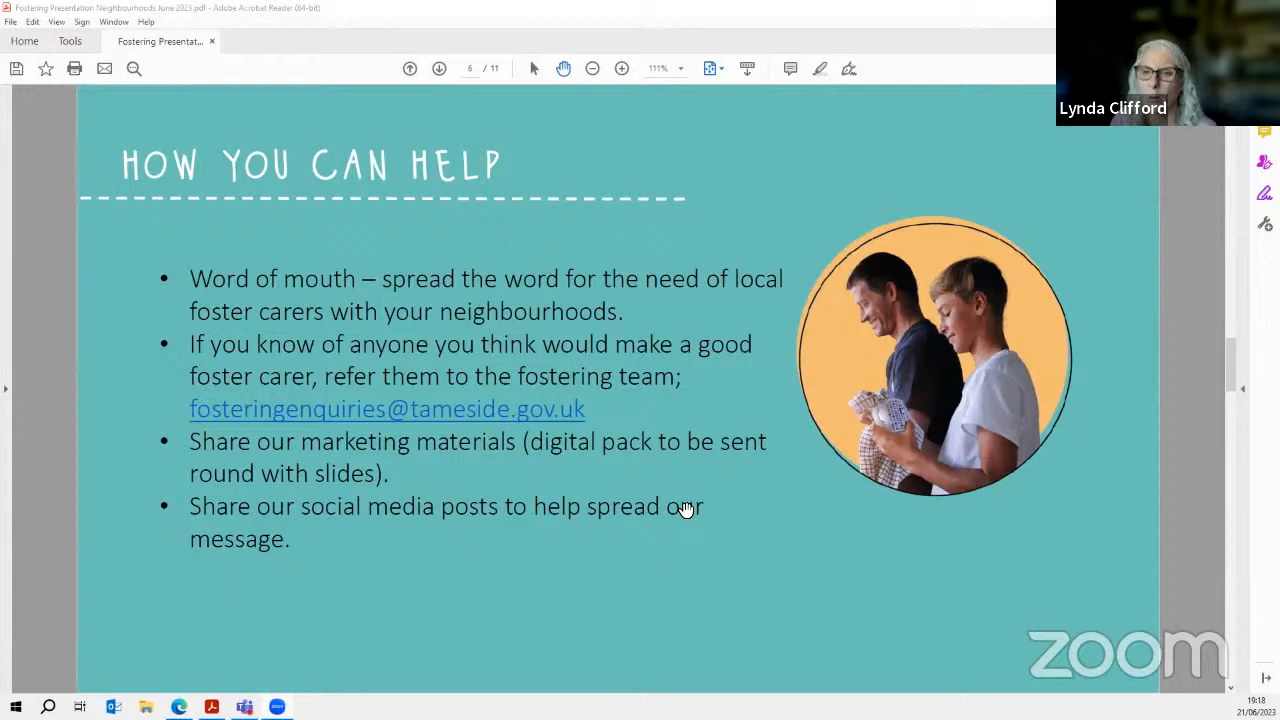 Fostering Presentation Neighbourhoods June 2023.pdf - Adobe Acrobat Reader (64-bit)
File Edit View Sign Window Help
Home Tools Fostering Presentat... ×
6 / 11 111%
Lynda Clifford
HOW YOU CAN HELP
• Word of mouth – spread the word for the need of local
foster carers with your neighbourhoods.
• If you know of anyone you think would make a good
foster carer, refer them to the fostering team;
fosteringenquiries@tameside.gov.uk
• Share our marketing materials (digital pack to be sent
round with slides).
• Share our social media posts to help spread our
message.
zoom
19:18
21/06/2023